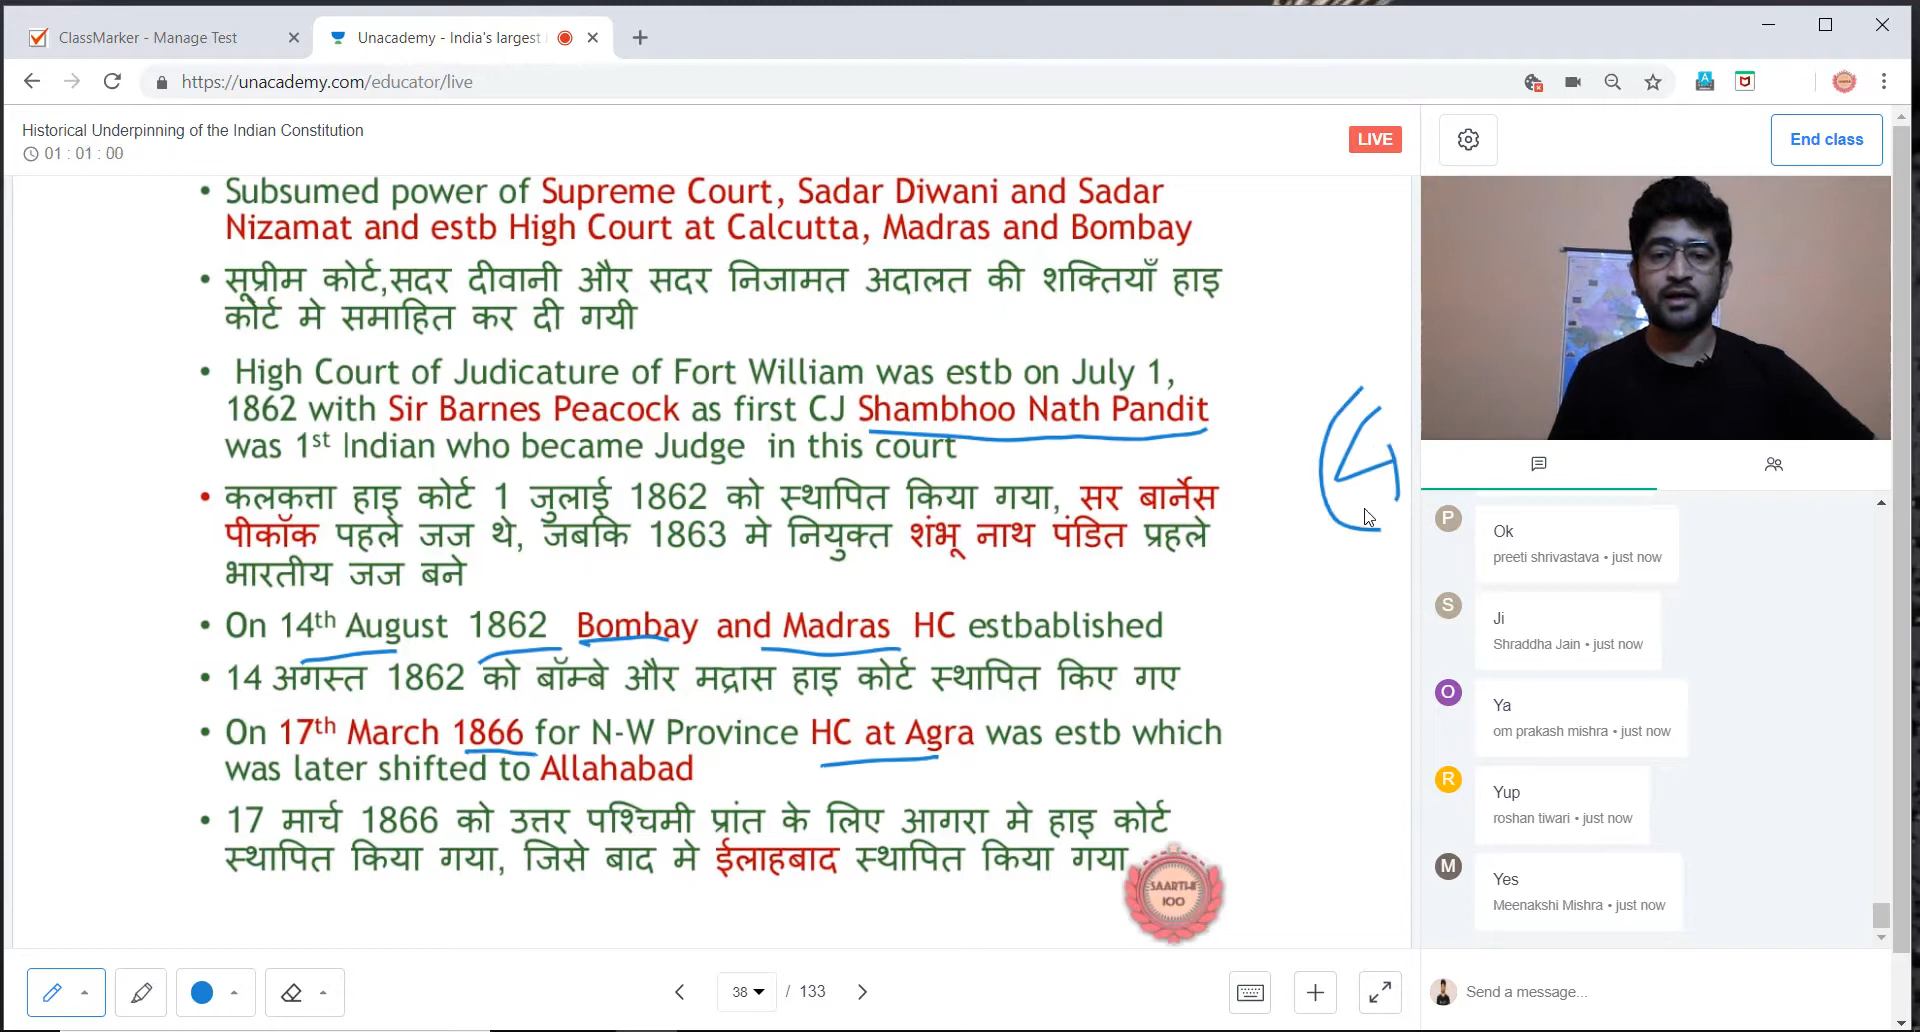 ClassMarker - Manage Test
Unacademy - India's largest
https://unacademy.com/educator/live
Historical Underpinning of the Indian Constitution
01 : 01 : 00
LIVE
End class
• Subsumed power of Supreme Court, Sadar Diwani and Sadar
Nizamat and estb High Court at Calcutta, Madras and Bombay
• सूप्रीम कोर्ट,सदर दीवानी और सदर निजामत अदालत की शक्तियाँ हाइ
कोर्ट मे समाहित कर दी गयी
• High Court of Judicature of Fort William was estb on July 1,
1862 with Sir Barnes Peacock as first CJ Shambhoo Nath Pandit
was 1st Indian who became Judge in this court
• कलकत्ता हाइ कोर्ट 1 जुलाई 1862 को स्थापित किया गया, सर बार्नेस
पीकॉक पहले जज थे, जबकि 1863 मे नियुक्त शंभू नाथ पंडित प्रहले
भारतीय जज बने
• On 14th August 1862 Bombay and Madras HC estbablished
• 14 अगस्त 1862 को बॉम्बे और मद्रास हाइ कोर्ट स्थापित किए गए
• On 17th March 1866 for N-W Province HC at Agra was estb which
was later shifted to Allahabad
• 17 मार्च 1866 को उत्तर पश्चिमी प्रांत के लिए आगरा मे हाइ कोर्ट
स्थापित किया गया, जिसे बाद मे ईलाहबाद स्थापित किया गया
SAARTHI
100
4
P
Ok
preeti shrivastava • just now
S
Ji
Shraddha Jain • just now
O
Ya
om prakash mishra • just now
R
Yup
roshan tiwari • just now
M
Yes
Meenakshi Mishra • just now
38 / 133
Send a message...